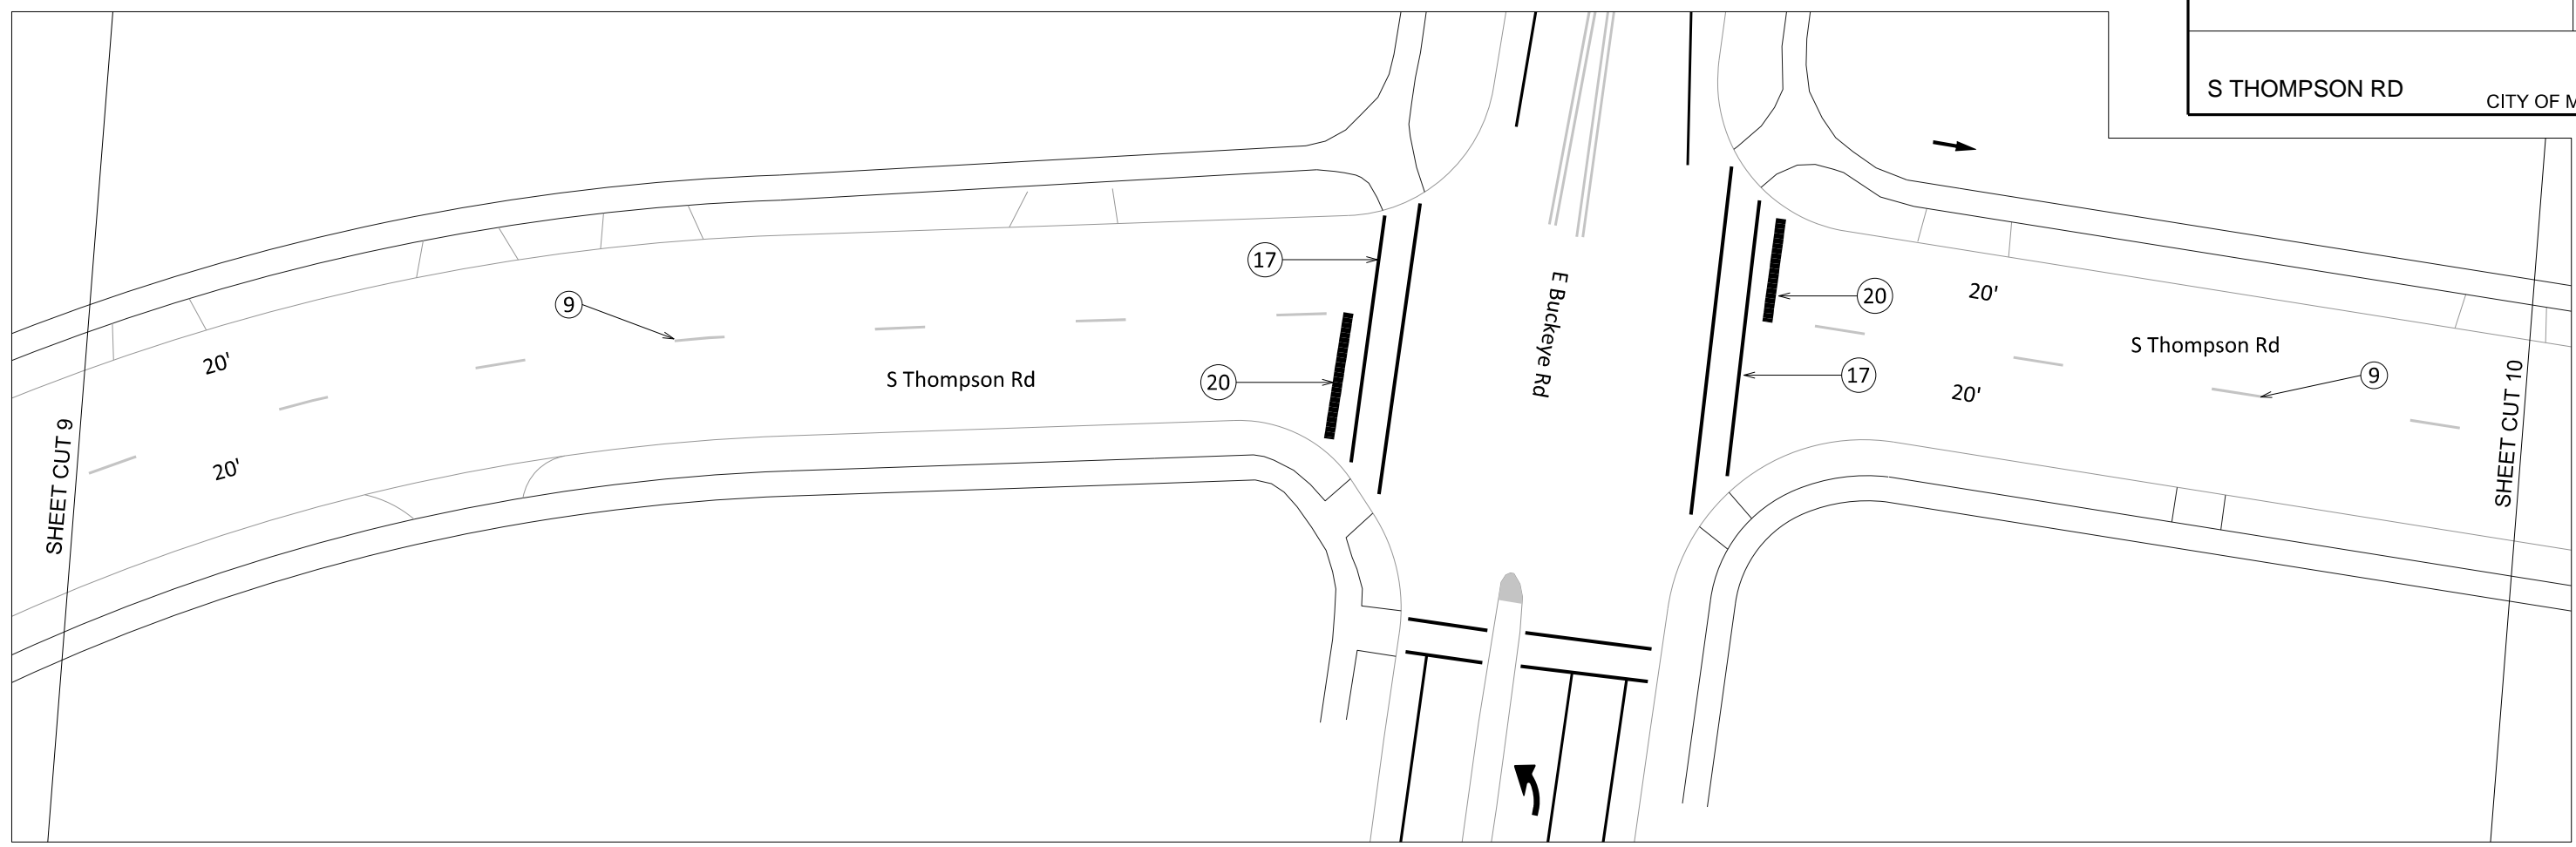 S THOMPSON RD
CITY OF M
17
9
20
20'
S Thompson Rd
20'
20'
S Thompson Rd
20
E Buckeye Rd
17
9
20'
20'
SHEET CUT 9
SHEET CUT 10